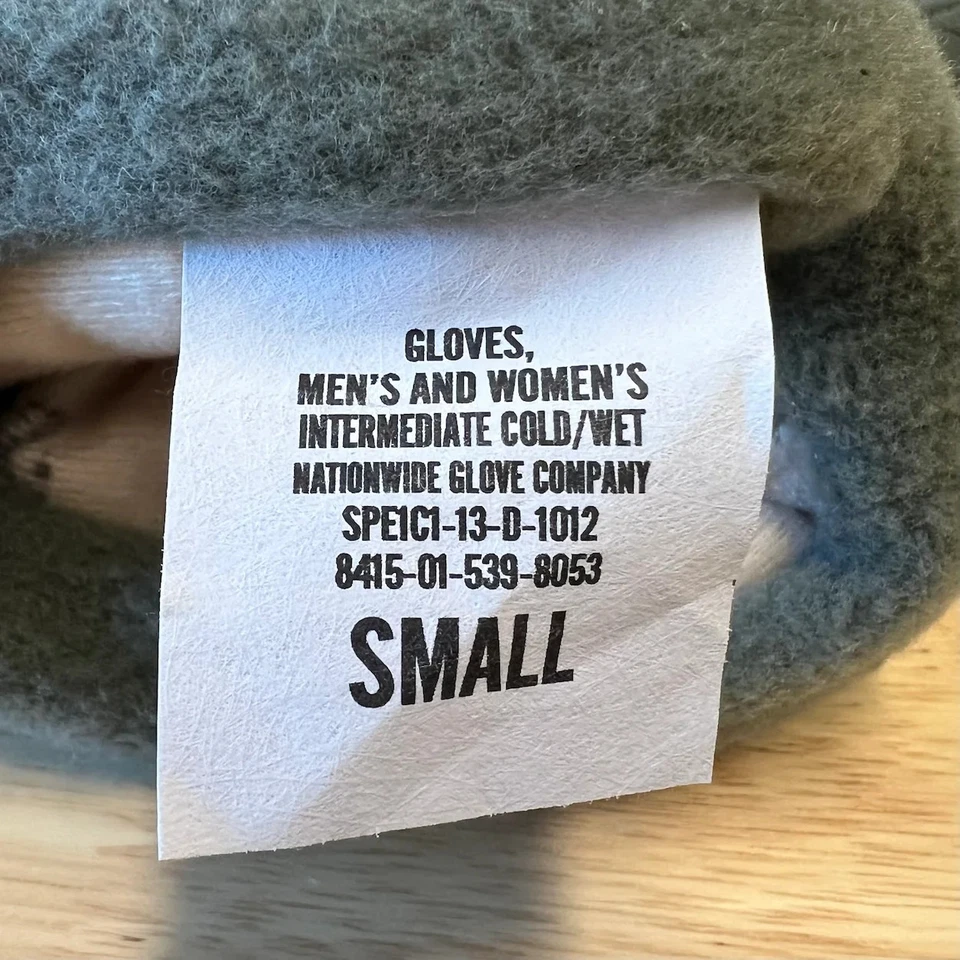 GLOVES,
MEN'S AND WOMEN'S
INTERMEDIATE COLD/WET
NATIONWIDE GLOVE COMPANY
SPE1C1-13-D-1012
8415-01-539-8053
SMALL